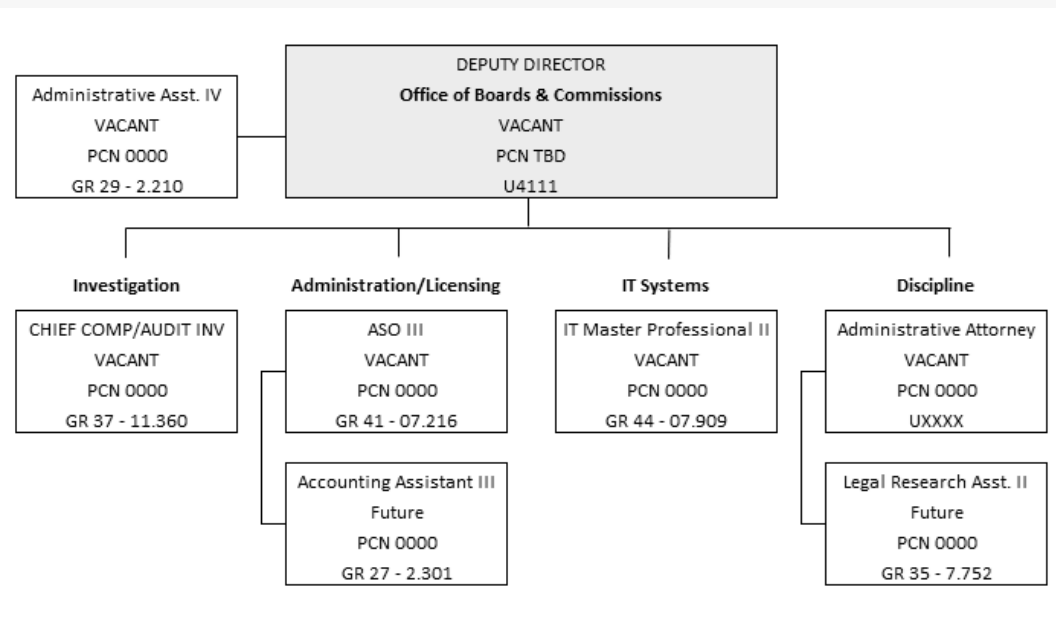 DEPUTY DIRECTOR
Office of Boards & Commissions
VACANT
PCN TBD
U4111
Administrative Asst. IV
VACANT
PCN 0000
GR 29 - 2.210
Investigation
CHIEF COMP/AUDIT INV
VACANT
PCN 0000
GR 37 - 11.360
Administration/Licensing
ASO III
VACANT
PCN 0000
GR 41 - 07.216
Accounting Assistant III
Future
PCN 0000
GR 27 - 2.301
IT Systems
IT Master Professional II
VACANT
PCN 0000
GR 44 - 07.909
Discipline
Administrative Attorney
VACANT
PCN 0000
UXXXX
Legal Research Asst. II
Future
PCN 0000
GR 35 - 7.752